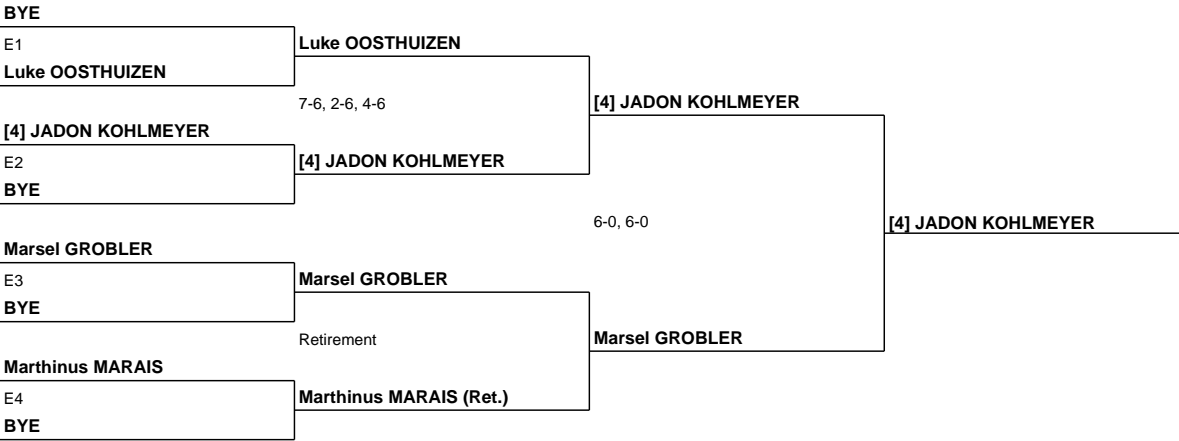 BYE
E1
Luke OOSTHUIZEN
Luke OOSTHUIZEN
7-6, 2-6, 4-6
[4] JADON KOHLMEYER
[4] JADON KOHLMEYER
E2
[4] JADON KOHLMEYER
BYE
6-0, 6-0
[4] JADON KOHLMEYER
Marsel GROBLER
E3
Marsel GROBLER
BYE
Retirement
Marsel GROBLER
Marthinus MARAIS
E4
Marthinus MARAIS (Ret.)
BYE